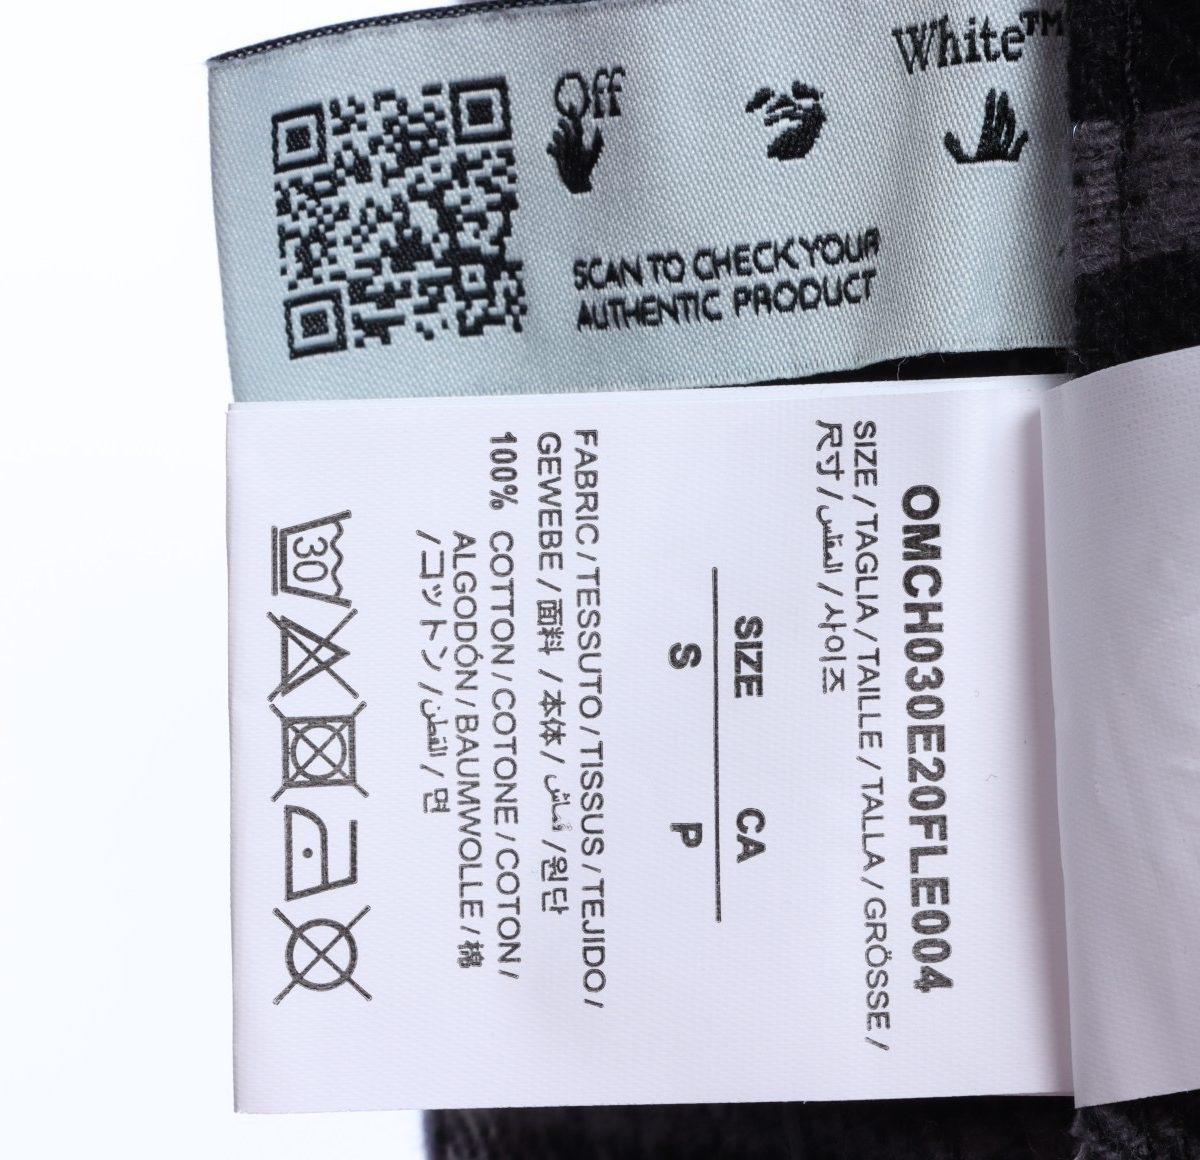 Off
White™
SCAN TO CHECK YOUR
AUTHENTIC PRODUCT
OMCH030E20FLE004
SIZE / TAGLIA / TAILLE / TALLA / GRÖSSE /
尺寸 / المقاس / 사이즈
SIZE CA
S P
FABRIC / TESSUTO / TISSUS / TEJIDO /
GEWEBE / 面料 / 本体 / قماش / 원단
100% COTTON / COTONE / COTON /
ALGODÓN / BAUMWOLLE / 棉
/ コットン / القطن / 면
30